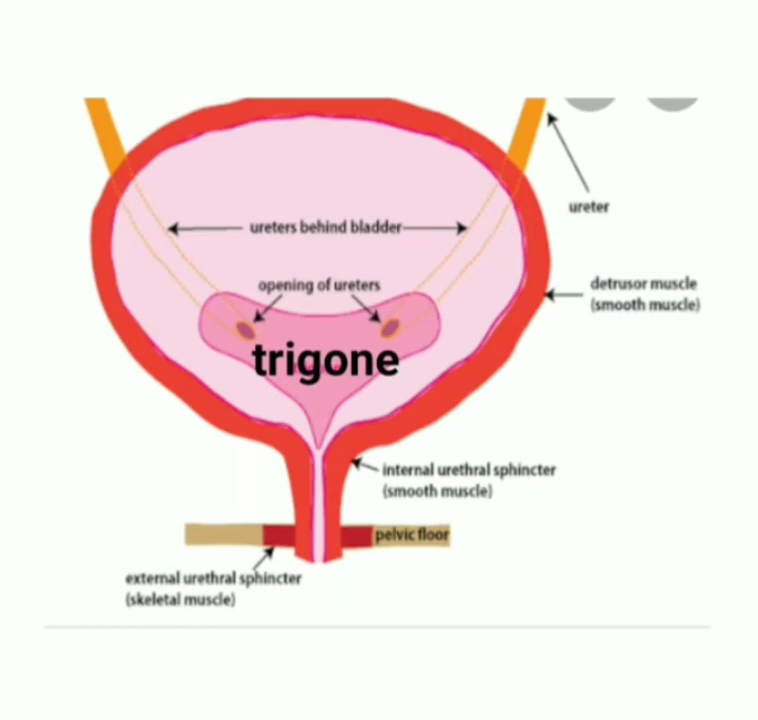 ureter
ureters behind bladder
detrusor muscle
(smooth muscle)
opening of ureters
trigone
internal urethral sphincter
(smooth muscle)
pelvic floor
external urethral sphincter
(skeletal muscle)